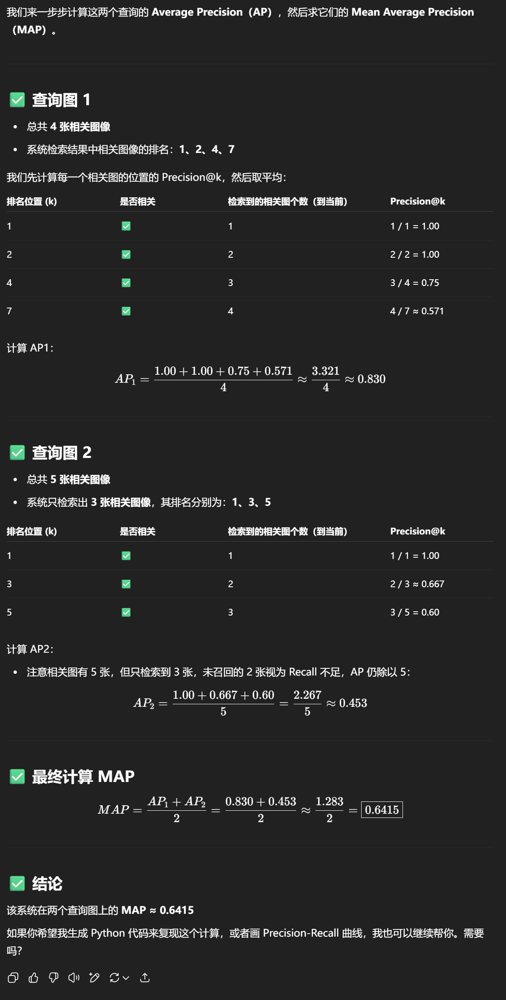 我们来一步步计算这两个查询的 Average Precision（AP），然后求它们的 Mean Average Precision
（MAP）。
✅ 查询图 1
• 总共 4 张相关图像
• 系统检索结果中相关图像的排名：1、2、4、7
我们先计算每一个相关图的位置的 Precision@k，然后取平均：
排名位置 (k) 是否相关 检索到的相关图个数（到当前） Precision@k
1 ✅ 1 1 / 1 = 1.00
2 ✅ 2 2 / 2 = 1.00
4 ✅ 3 3 / 4 = 0.75
7 ✅ 4 4 / 7 ≈ 0.571
计算 AP1：
AP₁ = (1.00 + 1.00 + 0.75 + 0.571) / 4 ≈ 3.321 / 4 ≈ 0.830
✅ 查询图 2
• 总共 5 张相关图像
• 系统只检索出 3 张相关图像，其排名分别为：1、3、5
排名位置 (k) 是否相关 检索到的相关图个数（到当前） Precision@k
1 ✅ 1 1 / 1 = 1.00
3 ✅ 2 2 / 3 ≈ 0.667
5 ✅ 3 3 / 5 = 0.60
计算 AP2：
• 注意相关图有 5 张，但只检索到 3 张，未召回的 2 张视为 Recall 不足，AP 仍除以 5：
AP₂ = (1.00 + 0.667 + 0.60) / 5 = 2.267 / 5 ≈ 0.453
✅ 最终计算 MAP
MAP = (AP₁ + AP₂) / 2 = (0.830 + 0.453) / 2 ≈ 1.283 / 2 = 0.6415
✅ 结论
该系统在两个查询图上的 MAP ≈ 0.6415
如果你希望我生成 Python 代码来复现这个计算，或者画 Precision-Recall 曲线，我也可以继续帮你。需要
吗？